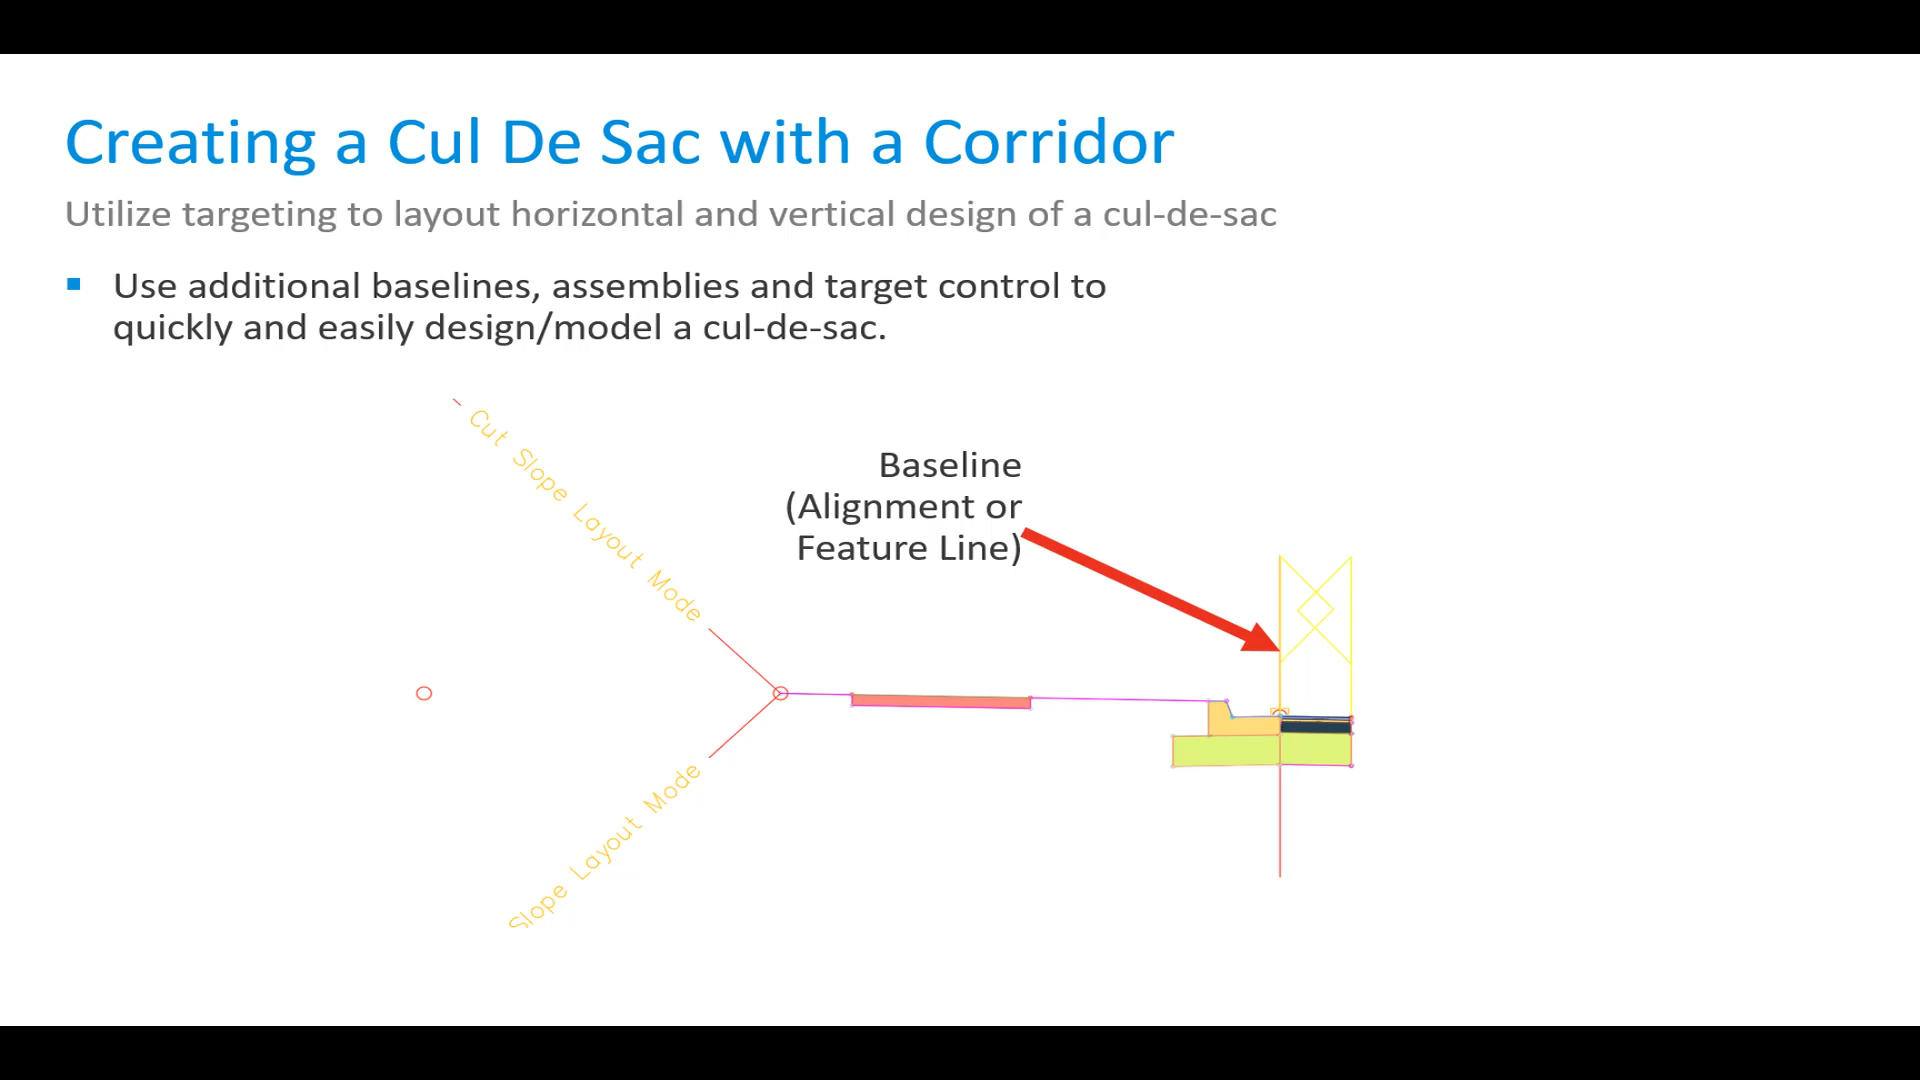 Creating a Cul De Sac with a Corridor
Utilize targeting to layout horizontal and vertical design of a cul-de-sac
Use additional baselines, assemblies and target control to
quickly and easily design/model a cul-de-sac.
Cut Slope Layout Mode
Baseline
(Alignment or
Feature Line)
Slope Layout Mode